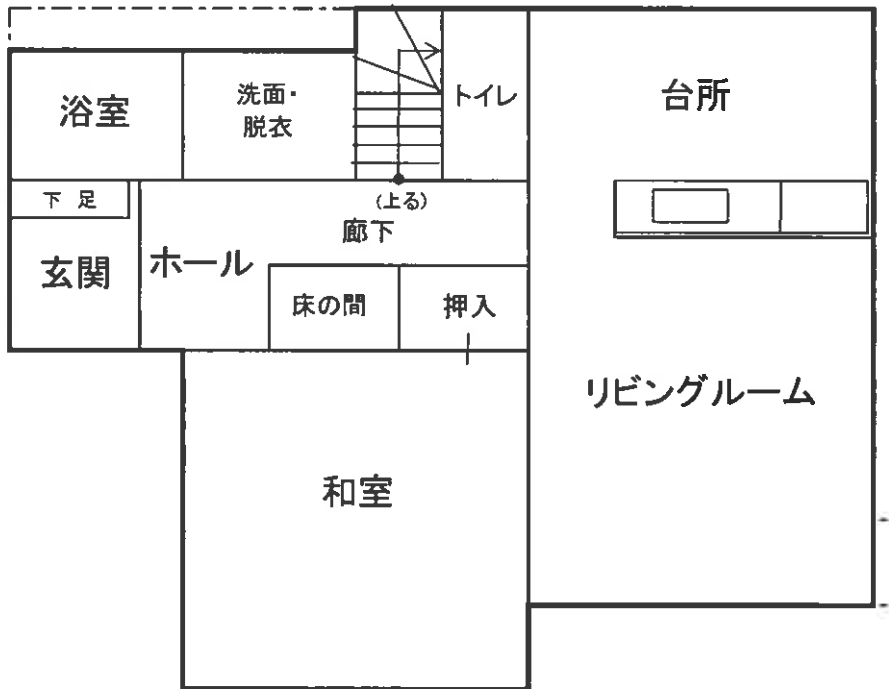 浴室
洗面・
脱衣
トイレ
台所
下足
(上る)
廊下
玄関
ホール
床の間
押入
リビングルーム
和室